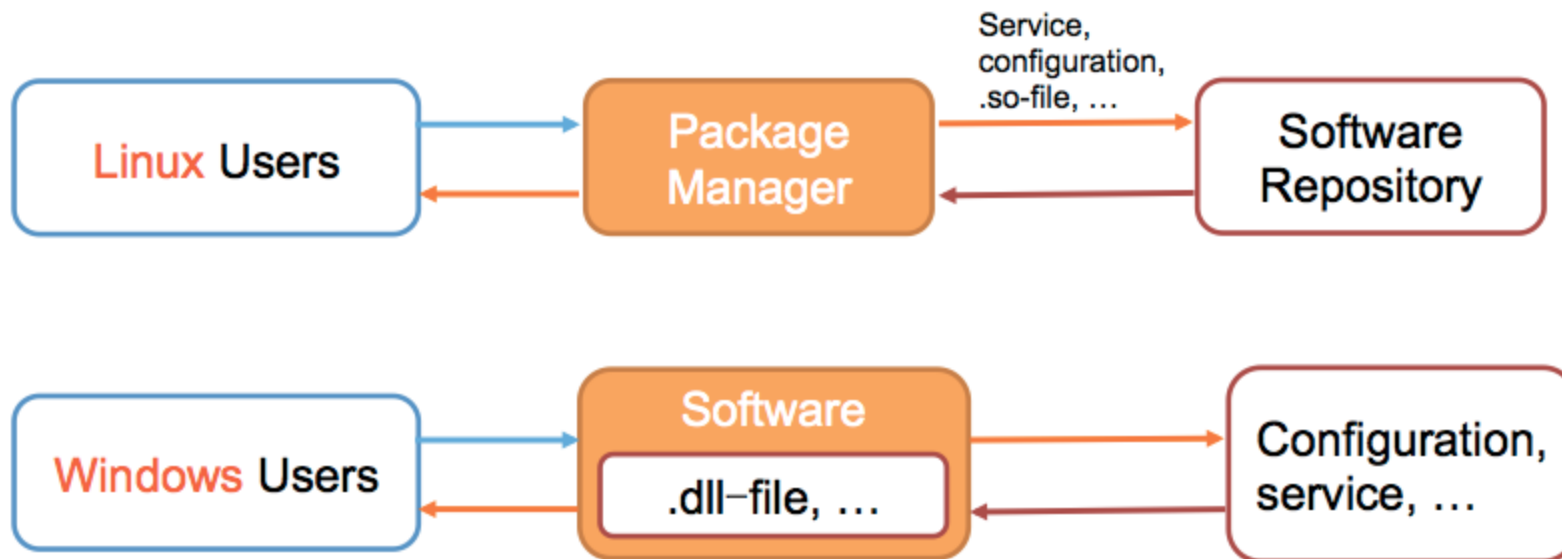 Service,
configuration,
.so-file, …
Linux Users
Package
Manager
Software
Repository
Windows Users
Software
.dll-file, …
Configuration,
service, …